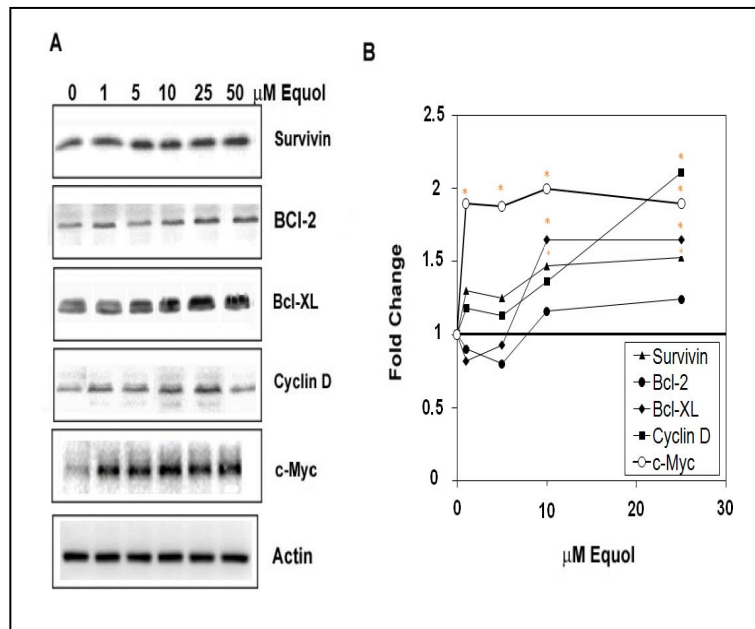 A
0 1 5 10 25 50 μM Equol
Survivin
BCl-2
Bcl-XL
Cyclin D
c-Myc
Actin
B
2.5
2
1.5
1
0.5
0
Fold Change
* * * *
* *
* *
*
Survivin
Bcl-2
Bcl-XL
Cyclin D
c-Myc
0 10 20 30
μM Equol